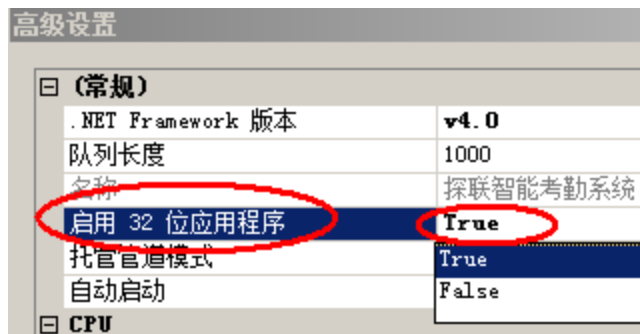 高级设置
(常规)
.NET Framework 版本 v4.0
队列长度 1000
名称 探联智能考勤系统
启用 32 位应用程序 True
托管管道模式 True
自动启动 False
CPU